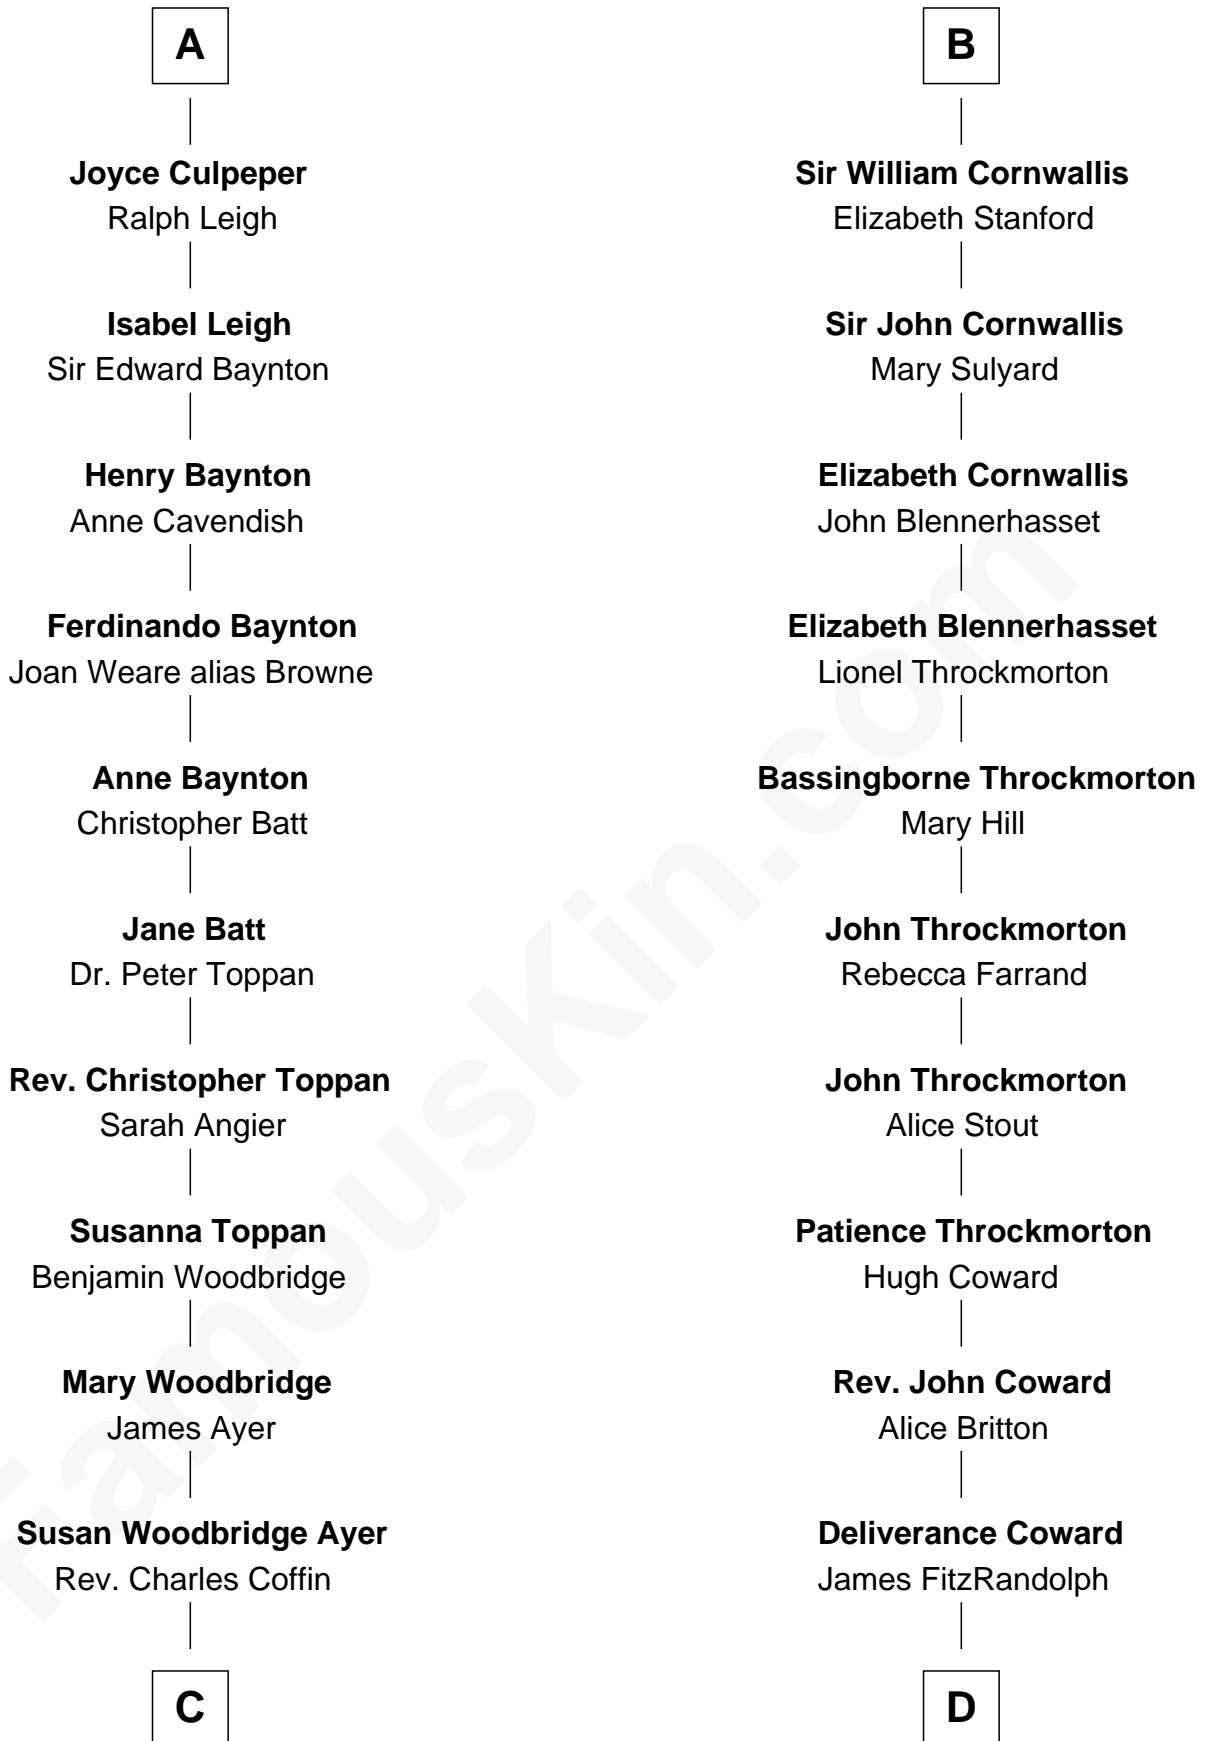 A
Joyce Culpeper
Ralph Leigh
Isabel Leigh
Sir Edward Baynton
Henry Baynton
Anne Cavendish
Ferdinando Baynton
Joan Weare alias Browne
Anne Baynton
Christopher Batt
Jane Batt
Dr. Peter Toppan
Rev. Christopher Toppan
Sarah Angier
Susanna Toppan
Benjamin Woodbridge
Mary Woodbridge
James Ayer
Susan Woodbridge Ayer
Rev. Charles Coffin
C
B
Sir William Cornwallis
Elizabeth Stanford
Sir John Cornwallis
Mary Sulyard
Elizabeth Cornwallis
John Blennerhasset
Elizabeth Blennerhasset
Lionel Throckmorton
Bassingborne Throckmorton
Mary Hill
John Throckmorton
Rebecca Farrand
John Throckmorton
Alice Stout
Patience Throckmorton
Hugh Coward
Rev. John Coward
Alice Britton
Deliverance Coward
James FitzRandolph
D
FamousKin.com